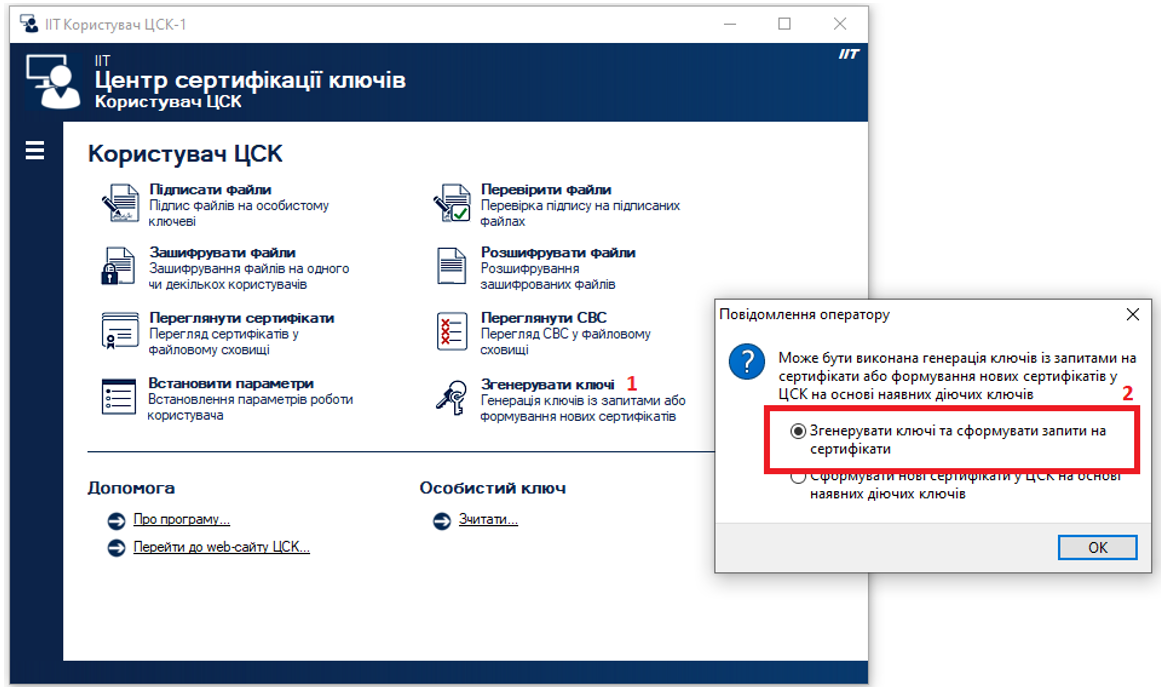 ІІТ Користувач ЦСК-1
ІІТ
Центр сертифікації ключів
Користувач ЦСК
ІІТ
Користувач ЦСК
Підписати файли
Підпис файлів на особистому
ключеві
Перевірити файли
Перевірка підпису на підписаних
файлах
Зашифрувати файли
Зашифрування файлів на одного
чи декількох користувачів
Розшифрувати файли
Розшифрування
зашифрованих файлів
Переглянути сертифікати
Перегляд сертифікатів у
файловому сховищі
Переглянути СВС
Перегляд СВС у файловому
сховищі
Встановити параметри
Встановлення параметрів роботи
користувача
Згенерувати ключі 1
Генерація ключів із запитами або
формування нових сертифікатів
Допомога
Про програму...
Перейти до web-сайту ЦСК...
Особистий ключ
Зчитати...
Повідомлення оператору
Може бути виконана генерація ключів із запитами на
сертифікати або формування нових сертифікатів у
ЦСК на основі наявних діючих ключів
2
Згенерувати ключі та сформувати запити на
сертифікати
Сформувати нові сертифікати у ЦСК на основі
наявних діючих ключів
ОК